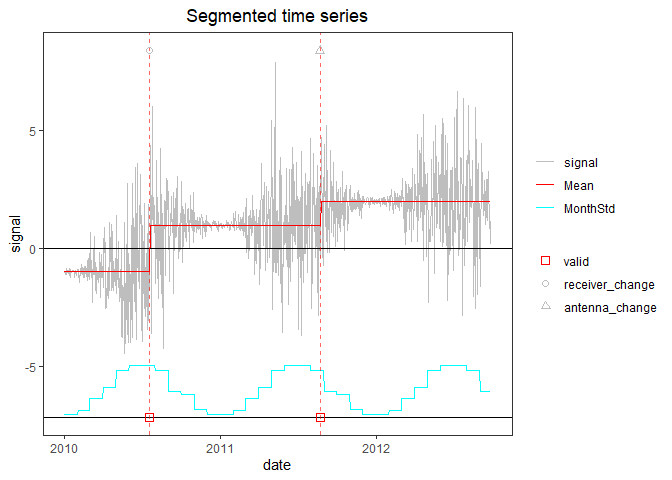 Segmented time series
signal
5
0
-5
2010
2011
2012
date
signal
Mean
MonthStd
valid
receiver_change
antenna_change